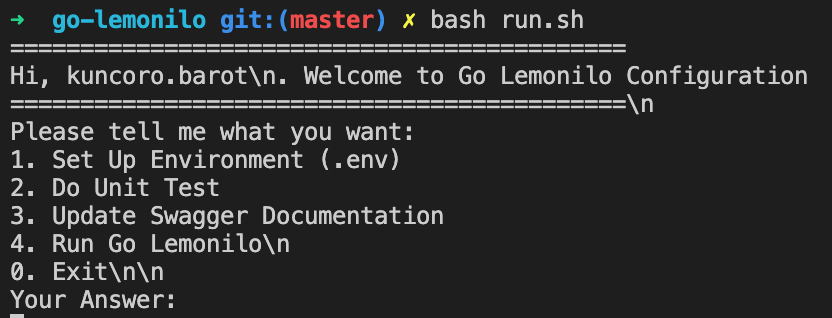 ➜ go-lemonilo git:(master) ✗ bash run.sh
============================================
Hi, kuncoro.barot\n. Welcome to Go Lemonilo Configuration
============================================\n
Please tell me what you want:
1. Set Up Environment (.env)
2. Do Unit Test
3. Update Swagger Documentation
4. Run Go Lemonilo\n
0. Exit\n\n
Your Answer: